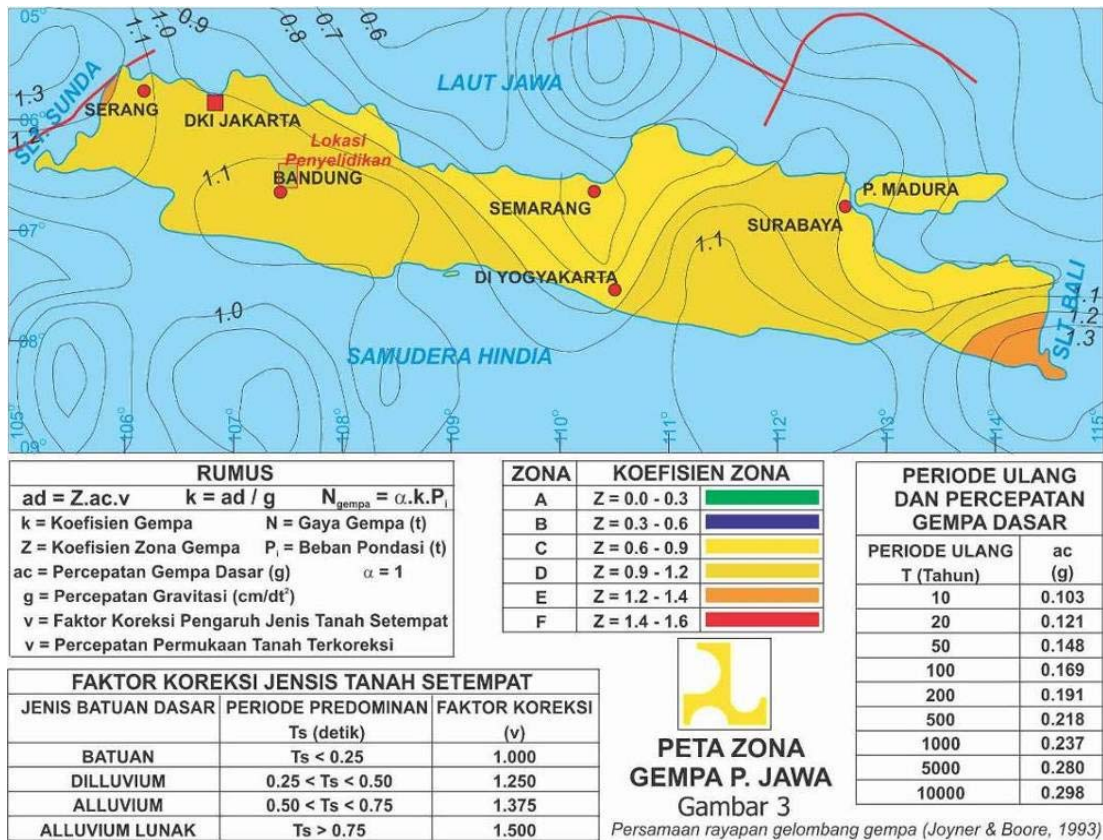 05°
1.1
1.0
0.9
0.8
0.7
0.6
LAUT JAWA
1.3
SLT. SUNDA
SERANG
06°
DKI JAKARTA
1.2
Lokasi
Penyelidikan
1.1
BANDUNG
P. MADURA
SEMARANG
SURABAYA
07°
1.1
DI YOGYAKARTA
SLT. BALI
1.1
1.2
1.3
1.0
08°
SAMUDERA HINDIA
105°
106°
107°
108°
109°
110°
111°
112°
113°
114°
115°
09°
RUMUS
ad = Z.ac.v k = ad / g Ngempa = α.k.Pi
k = Koefisien Gempa N = Gaya Gempa (t)
Z = Koefisien Zona Gempa Pi = Beban Pondasi (t)
ac = Percepatan Gempa Dasar (g) α = 1
g = Percepatan Gravitasi (cm/dt²)
v = Faktor Koreksi Pengaruh Jenis Tanah Setempat
v = Percepatan Permukaan Tanah Terkoreksi
FAKTOR KOREKSI JENSIS TANAH SETEMPAT
JENIS BATUAN DASAR PERIODE PREDOMINAN FAKTOR KOREKSI
Ts (detik) (v)
BATUAN Ts < 0.25 1.000
DILLUVIUM 0.25 < Ts < 0.50 1.250
ALLUVIUM 0.50 < Ts < 0.75 1.375
ALLUVIUM LUNAK Ts > 0.75 1.500
ZONA KOEFISIEN ZONA
A Z = 0.0 - 0.3
B Z = 0.3 - 0.6
C Z = 0.6 - 0.9
D Z = 0.9 - 1.2
E Z = 1.2 - 1.4
F Z = 1.4 - 1.6
PETA ZONA
GEMPA P. JAWA
Gambar 3
PERIODE ULANG
DAN PERCEPATAN
GEMPA DASAR
PERIODE ULANG ac
T (Tahun) (g)
10 0.103
20 0.121
50 0.148
100 0.169
200 0.191
500 0.218
1000 0.237
5000 0.280
10000 0.298
Persamaan rayapan gelombang gempa (Joyner & Boore, 1993)